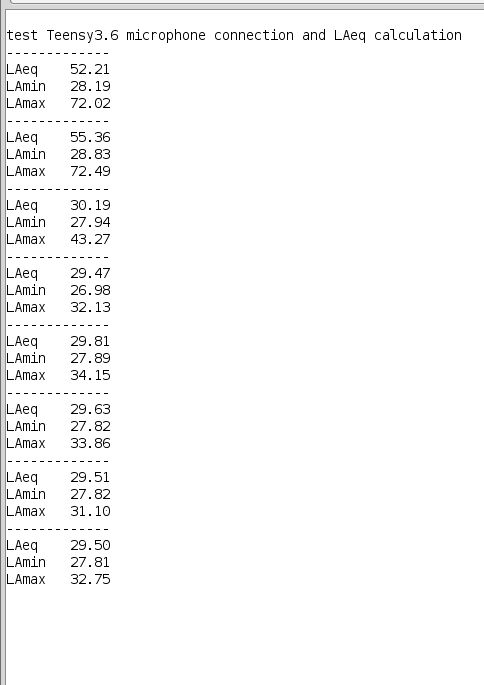 test Teensy3.6 microphone connection and LAeq calculation
-------------
LAeq    52.21
LAmin   28.19
LAmax   72.02
-------------
LAeq    55.36
LAmin   28.83
LAmax   72.49
-------------
LAeq    30.19
LAmin   27.94
LAmax   43.27
-------------
LAeq    29.47
LAmin   26.98
LAmax   32.13
-------------
LAeq    29.81
LAmin   27.89
LAmax   34.15
-------------
LAeq    29.63
LAmin   27.82
LAmax   33.86
-------------
LAeq    29.51
LAmin   27.82
LAmax   31.10
-------------
LAeq    29.50
LAmin   27.81
LAmax   32.75